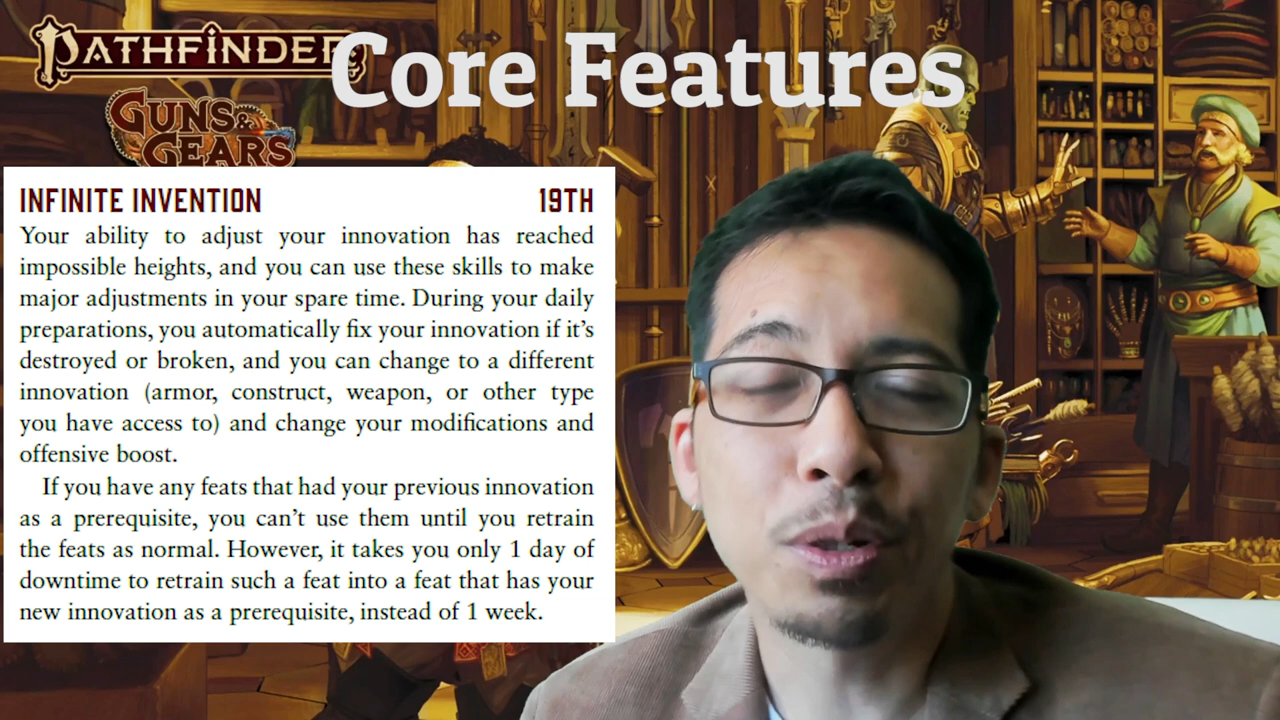 PATHFINDER
Core Features
GUNS &
GEARS
INFINITE INVENTION 19TH
Your ability to adjust your innovation has reached
impossible heights, and you can use these skills to make
major adjustments in your spare time. During your daily
preparations, you automatically fix your innovation if it’s
destroyed or broken, and you can change to a different
innovation (armor, construct, weapon, or other type
you have access to) and change your modifications and
offensive boost.
If you have any feats that had your previous innovation
as a prerequisite, you can’t use them until you retrain
the feats as normal. However, it takes you only 1 day of
downtime to retrain such a feat into a feat that has your
new innovation as a prerequisite, instead of 1 week.